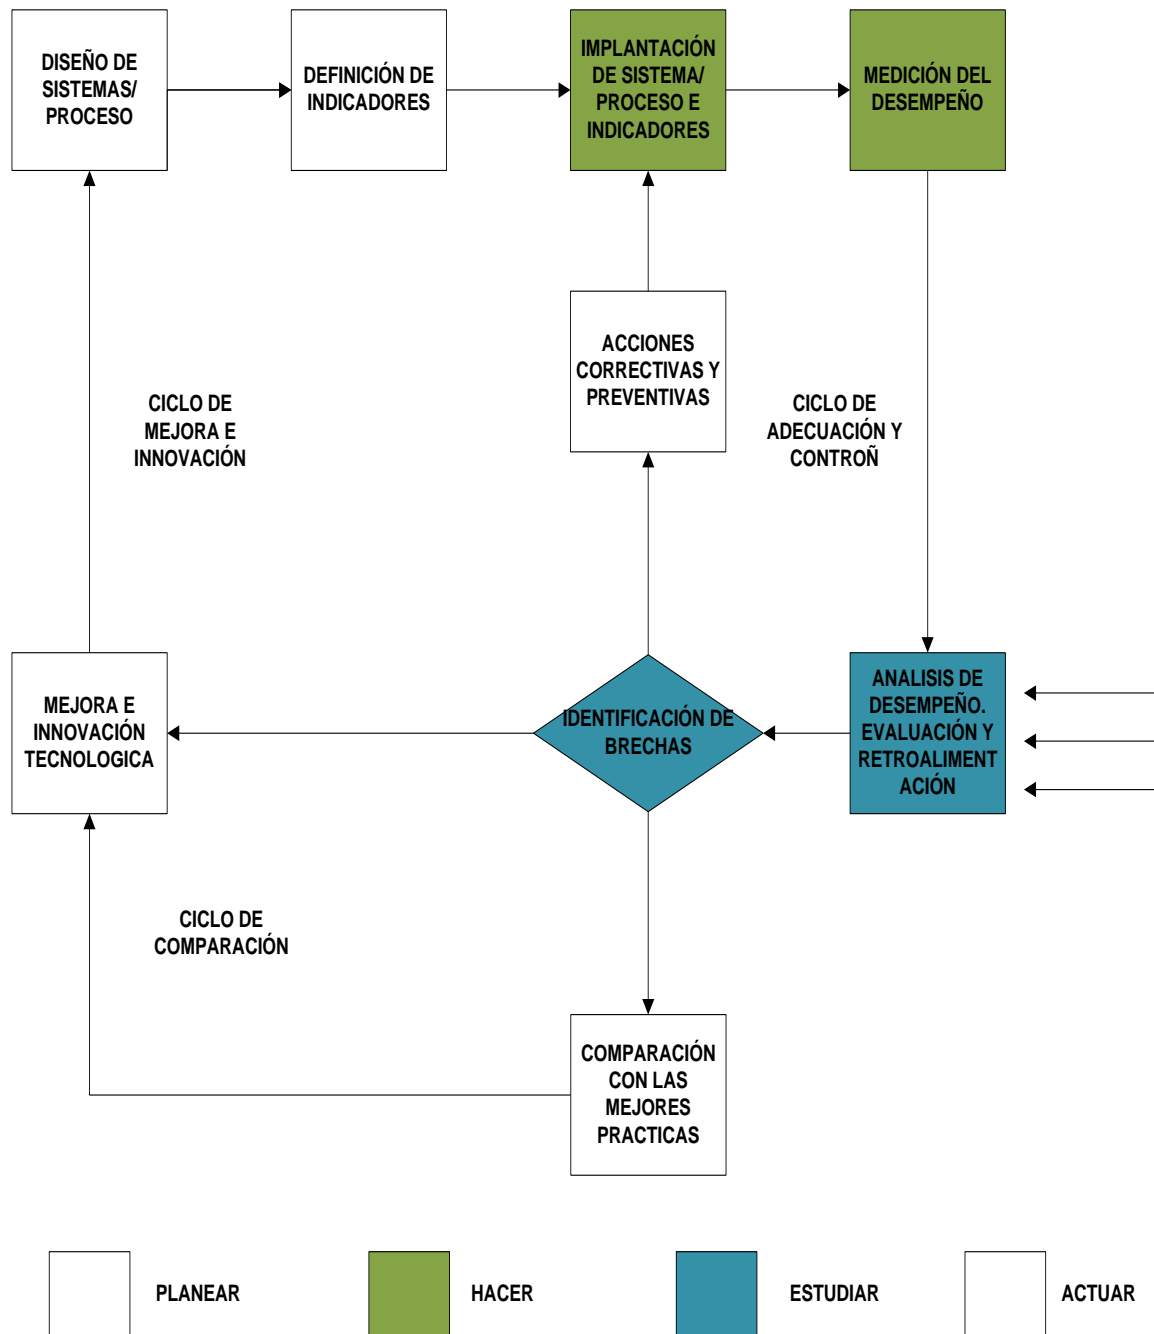 DISEÑO DE
SISTEMAS/
PROCESO
DEFINICIÓN DE
INDICADORES
IMPLANTACIÓN
DE SISTEMA/
PROCESO E
INDICADORES
MEDICIÓN DEL
DESEMPEÑO
ACCIONES
CORRECTIVAS Y
PREVENTIVAS
CICLO DE
MEJORA E
INNOVACIÓN
CICLO DE
ADECUACIÓN Y
CONTROÑ
MEJORA E
INNOVACIÓN
TECNOLOGICA
IDENTIFICACIÓN DE
BRECHAS
ANALISIS DE
DESEMPEÑO.
EVALUACIÓN Y
RETROALIMENT
ACIÓN
CICLO DE
COMPARACIÓN
COMPARACIÓN
CON LAS
MEJORES
PRACTICAS
PLANEAR
HACER
ESTUDIAR
ACTUAR